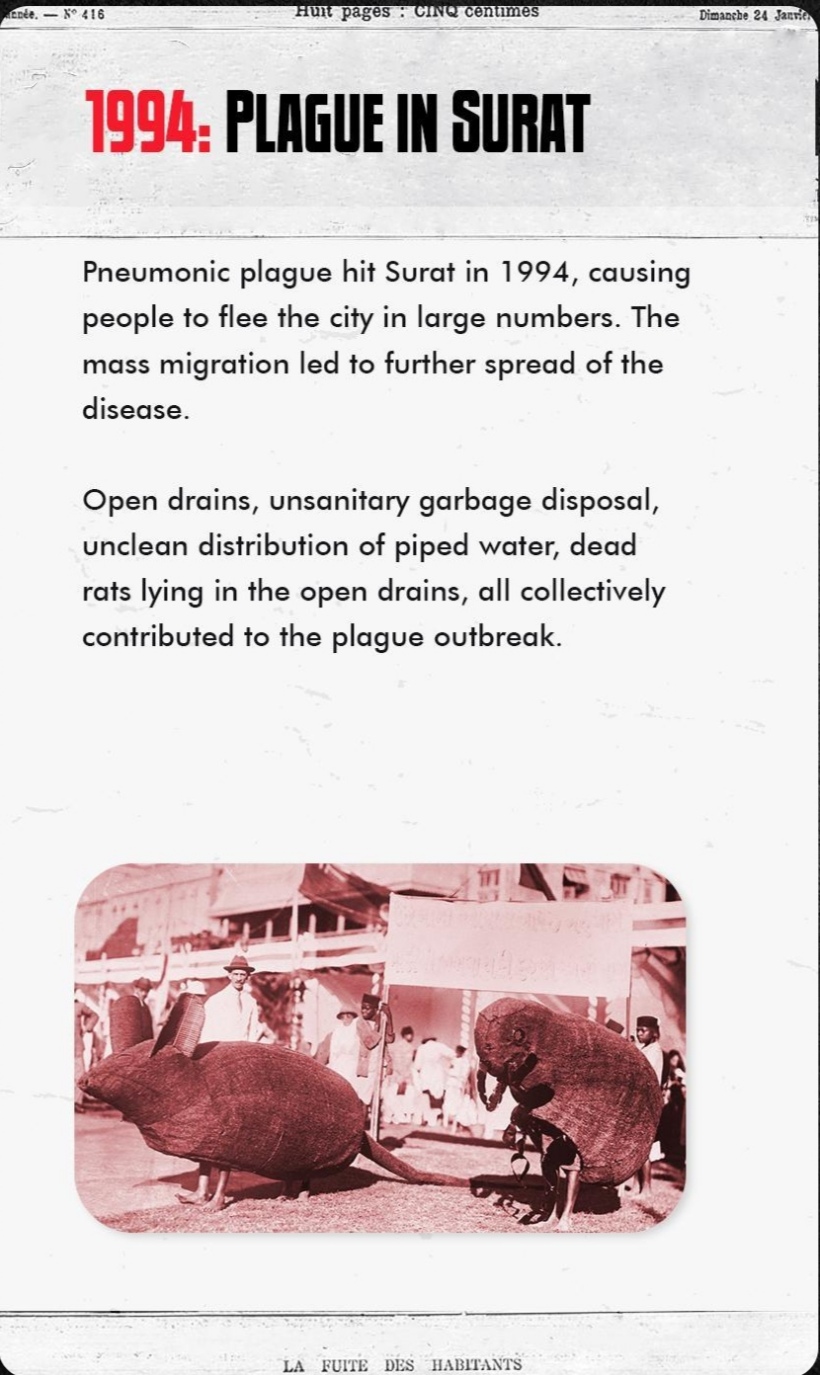 année. — N° 416
Huit pages : CINQ centimes
Dimanche 24 Janvier
1994: PLAGUE IN SURAT
Pneumonic plague hit Surat in 1994, causing
people to flee the city in large numbers. The
mass migration led to further spread of the
disease.
Open drains, unsanitary garbage disposal,
unclean distribution of piped water, dead
rats lying in the open drains, all collectively
contributed to the plague outbreak.
LA FUITE DES HABITANTS